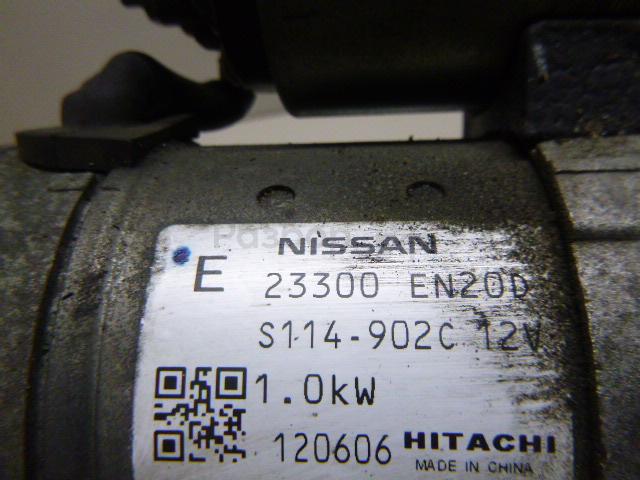 NISSAN
E 23300 EN20D
S114-902C 12V
1.0kW
120606 HITACHI
MADE IN CHINA